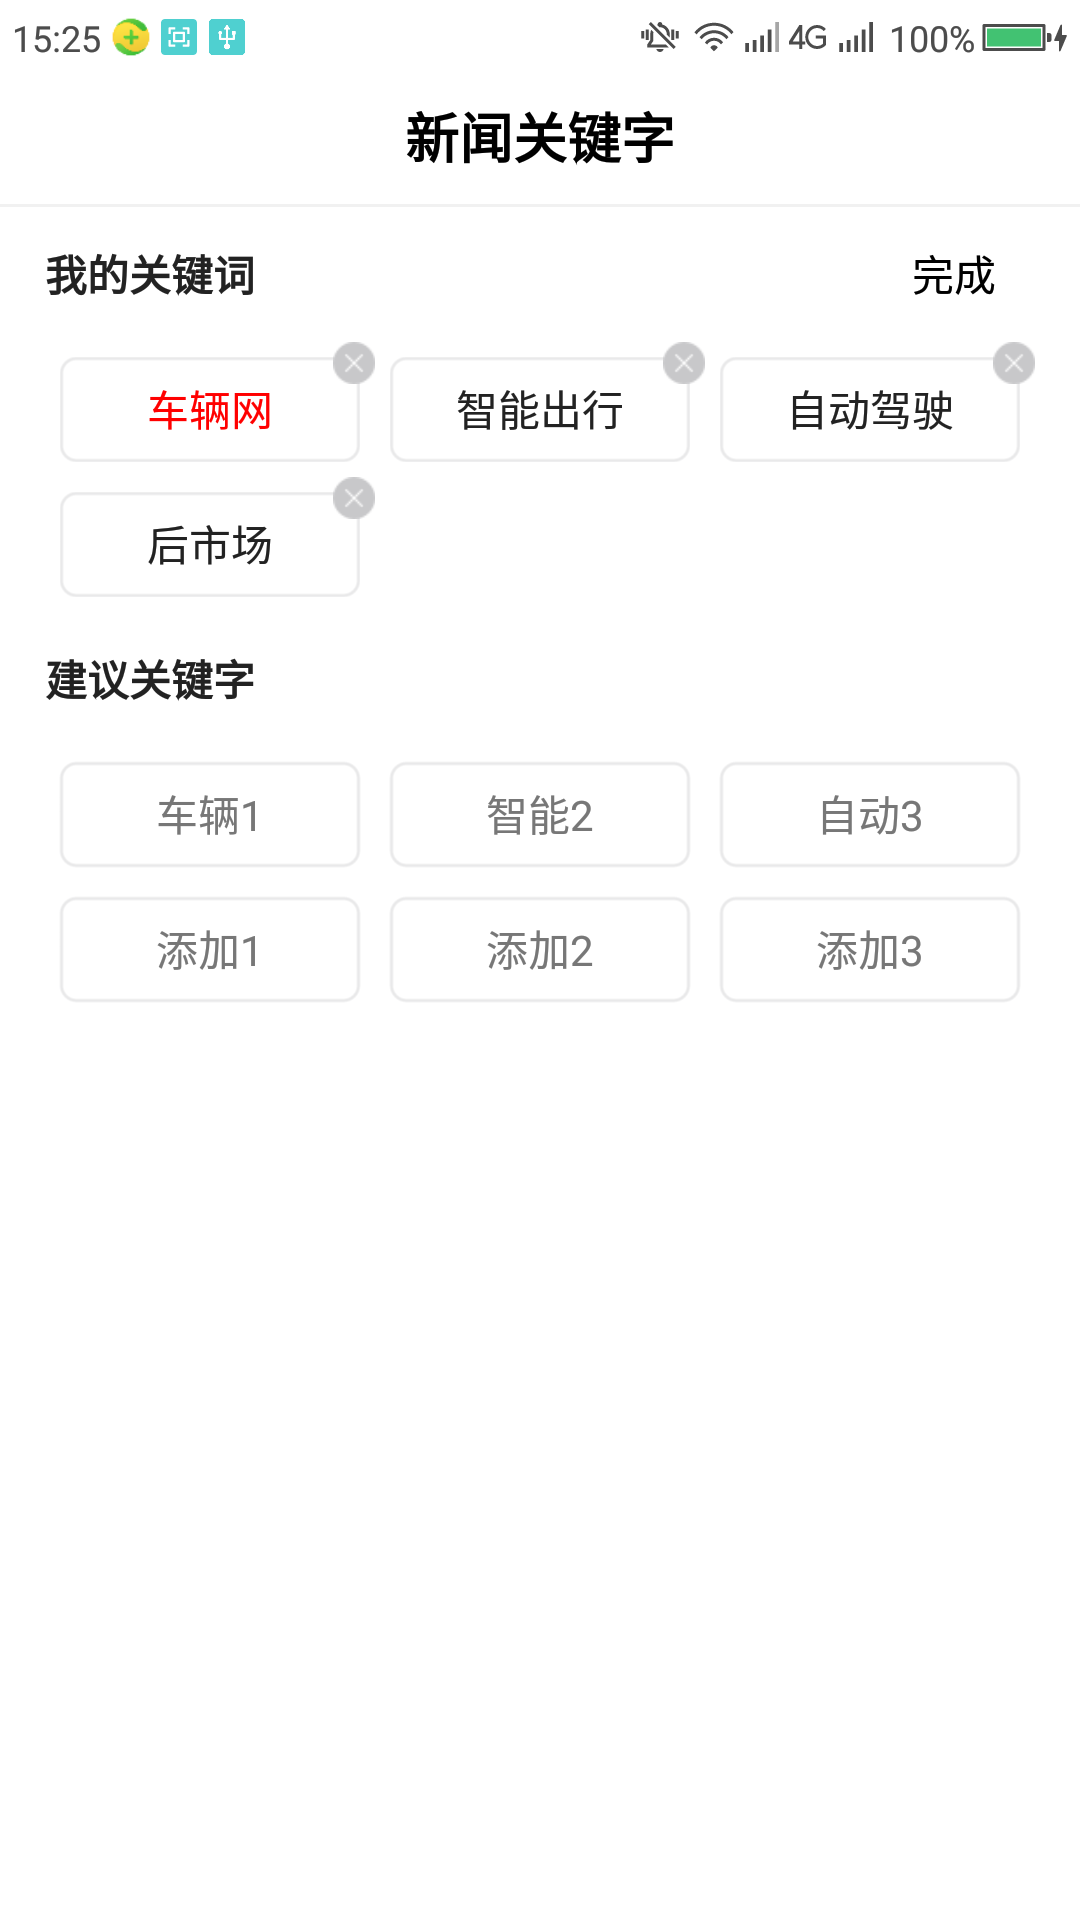 15:25 4G 100%
新闻关键字
我的关键词 完成
车辆网 智能出行 自动驾驶
后市场
建议关键字
车辆1 智能2 自动3
添加1 添加2 添加3